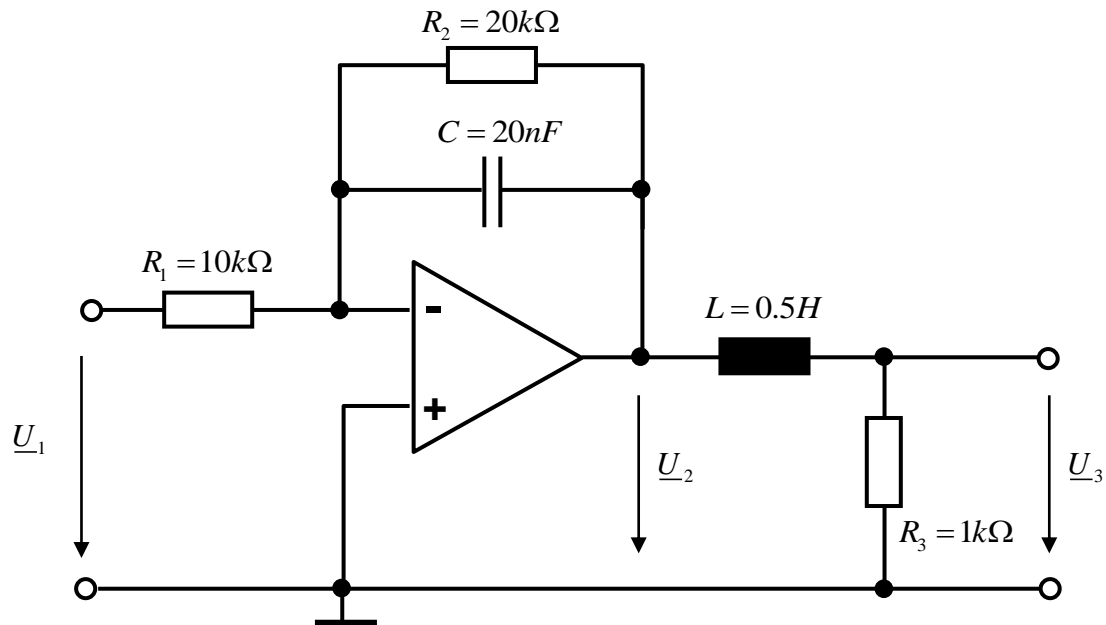 R₂ = 20kΩ
C = 20nF
R₁ = 10kΩ
-
L = 0.5H
+
U₁
U₂
U₃
R₃ = 1kΩ